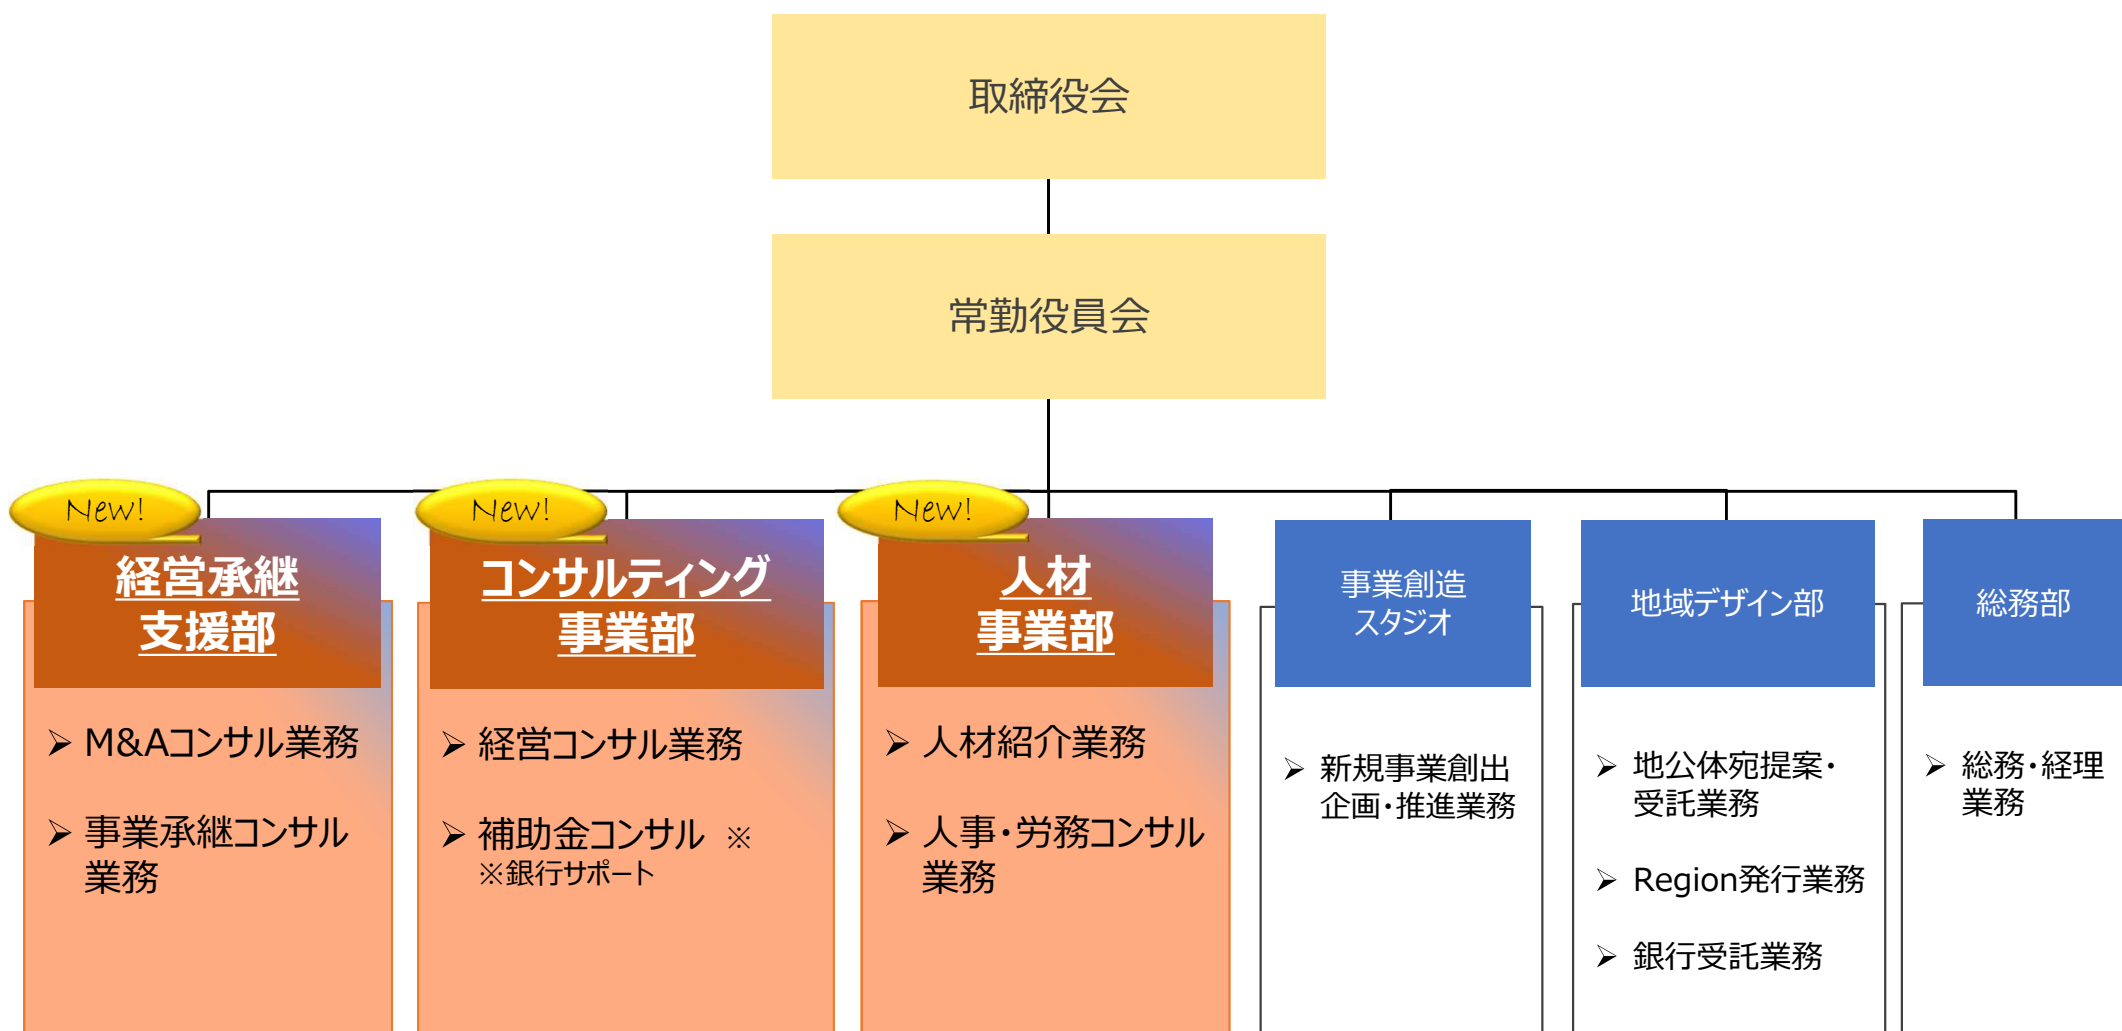 取締役会
常勤役員会
New!
経営承継
支援部
➢ M&Aコンサル業務
➢ 事業承継コンサル
業務
New!
コンサルティング
事業部
➢ 経営コンサル業務
➢ 補助金コンサル ※
※銀行サポート
New!
人材
事業部
➢ 人材紹介業務
➢ 人事・労務コンサル
業務
事業創造
スタジオ
➢ 新規事業創出
企画・推進業務
地域デザイン部
➢ 地公体宛提案・
受託業務
➢ Region発行業務
➢ 銀行受託業務
総務部
➢ 総務・経理
業務